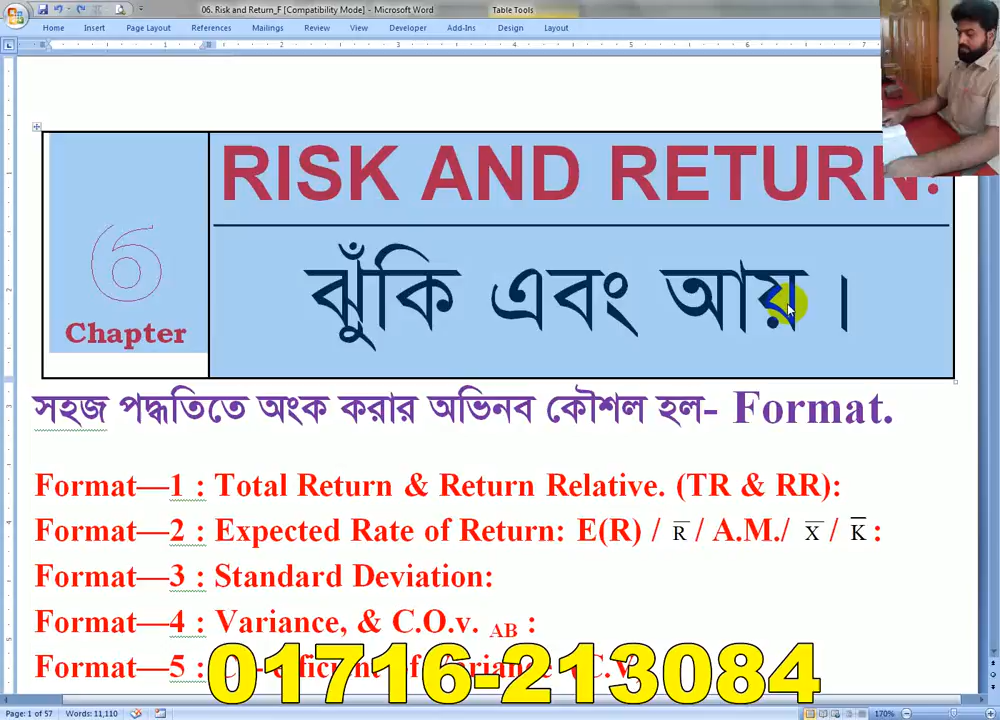 06. Risk and Return_F [Compatibility Mode] - Microsoft Word
Table Tools
Home Insert Page Layout References Mailings Review View Developer Add-Ins Design Layout
RISK AND RETURN:
6
Chapter
ঝুঁকি এবং আয় ।
সহজ পদ্ধতিতে অংক করার অভিনব কৌশল হল- Format.
Format—1 : Total Return & Return Relative. (TR & RR):
Format—2 : Expected Rate of Return: E(R) / R̅ / A.M./ X̅ / K̅ :
Format—3 : Standard Deviation:
Format—4 : Variance, & C.O.v. AB :
Format—5 :
01716-213084
Page: 1 of 57 Words: 11,110 170%